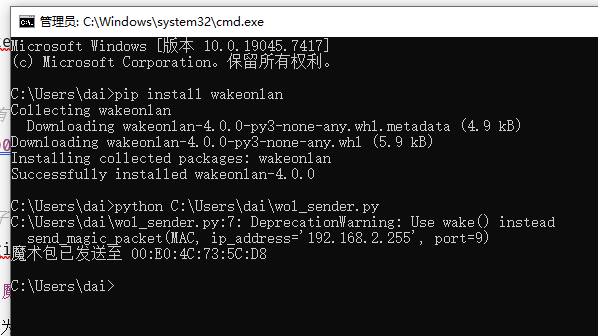 管理员: C:\Windows\system32\cmd.exe
Microsoft Windows [版本 10.0.19045.7417]
(c) Microsoft Corporation。保留所有权利。
C:\Users\dai>pip install wakeonlan
Collecting wakeonlan
Downloading wakeonlan-4.0.0-py3-none-any.whl.metadata (4.9 kB)
Downloading wakeonlan-4.0.0-py3-none-any.whl (5.9 kB)
Installing collected packages: wakeonlan
Successfully installed wakeonlan-4.0.0
C:\Users\dai>python C:\Users\dai\wol_sender.py
C:\Users\dai\wol_sender.py:7: DeprecationWarning: Use wake() instead
send_magic_packet(MAC, ip_address='192.168.2.255', port=9)
魔术包已发送至 00:E0:4C:73:5C:D8
C:\Users\dai>